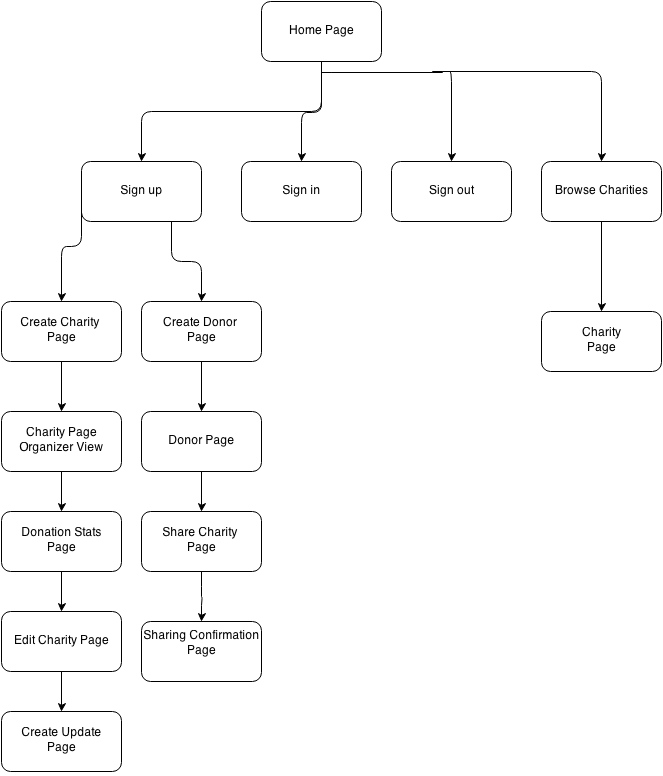 Home Page
Sign up
Sign in
Sign out
Browse Charities
Create Charity
Page
Create Donor
Page
Charity
Page
Charity Page
Organizer View
Donor Page
Donation Stats
Page
Share Charity
Page
Edit Charity Page
Sharing Confirmation
Page
Create Update
Page